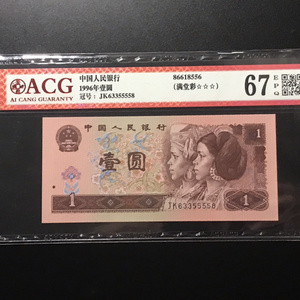 ACG
AI CANG GUARANTY
中国人民银行
1996年壹圆
冠号：JK63355558
86618556
（满堂彩☆☆☆）
67 EPQ
中国人民银行
1
壹圆
1
JK63355558